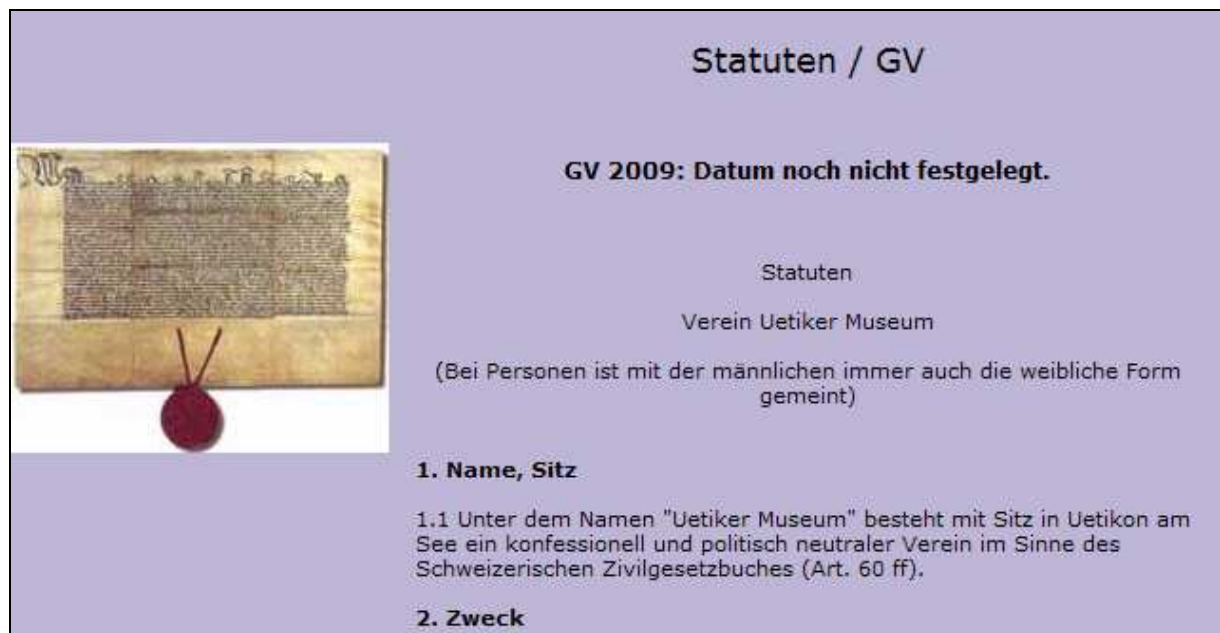 Statuten / GV
GV 2009: Datum noch nicht festgelegt.
Statuten
Verein Uetiker Museum
(Bei Personen ist mit der männlichen immer auch die weibliche Form
gemeint)
1. Name, Sitz
1.1 Unter dem Namen "Uetiker Museum" besteht mit Sitz in Uetikon am
See ein konfessionell und politisch neutraler Verein im Sinne des
Schweizerischen Zivilgesetzbuches (Art. 60 ff).
2. Zweck